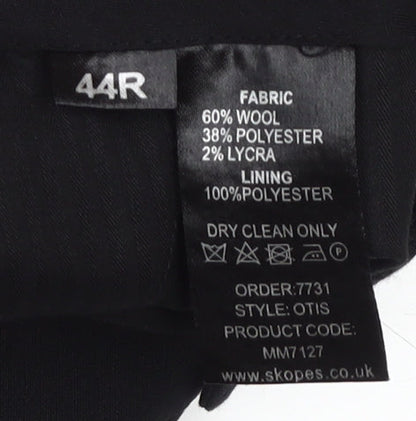 44R
FABRIC
60% WOOL
38% POLYESTER
2% LYCRA
LINING
100%POLYESTER
DRY CLEAN ONLY
P
ORDER:7731
STYLE: OTIS
PRODUCT CODE:
MM7127
www.skopes.co.uk